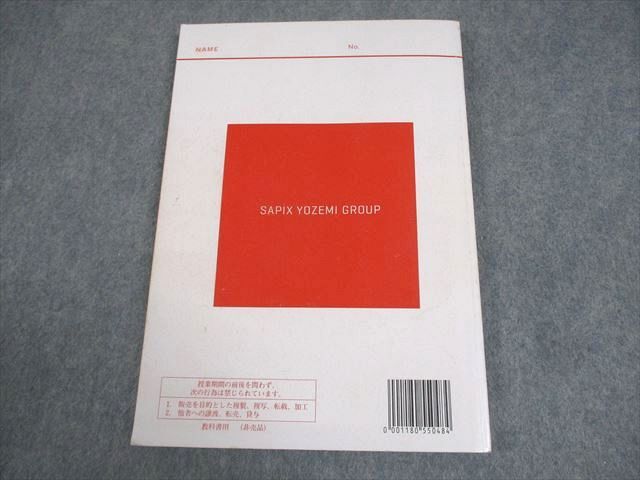 NAME No.
SAPIX YOZEMI GROUP
授業期間の前後を問わず、
次の行為は禁じられています。
1. 販売を目的とした複製、複写、転載、加工
2. 他者への譲渡、転売、貸与
教科書用 (非売品)
0 001180 550484